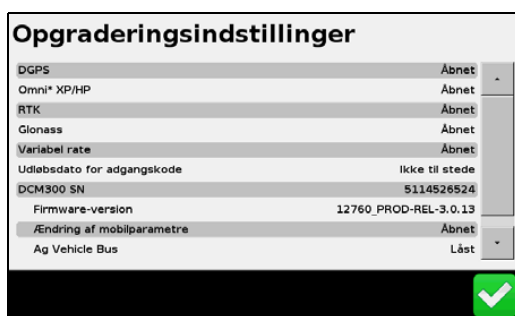 Opgraderingsindstillinger
DGPS Åbnet
Omni* XP/HP Åbnet
RTK Åbnet
Glonass Åbnet
Variabel rate Åbnet
Udløbsdato for adgangskode Ikke til stede
DCM300 SN 5114526524
Firmware-version 12760_PROD-REL-3.0.13
Ændring af mobilparametre Åbnet
Ag Vehicle Bus Låst